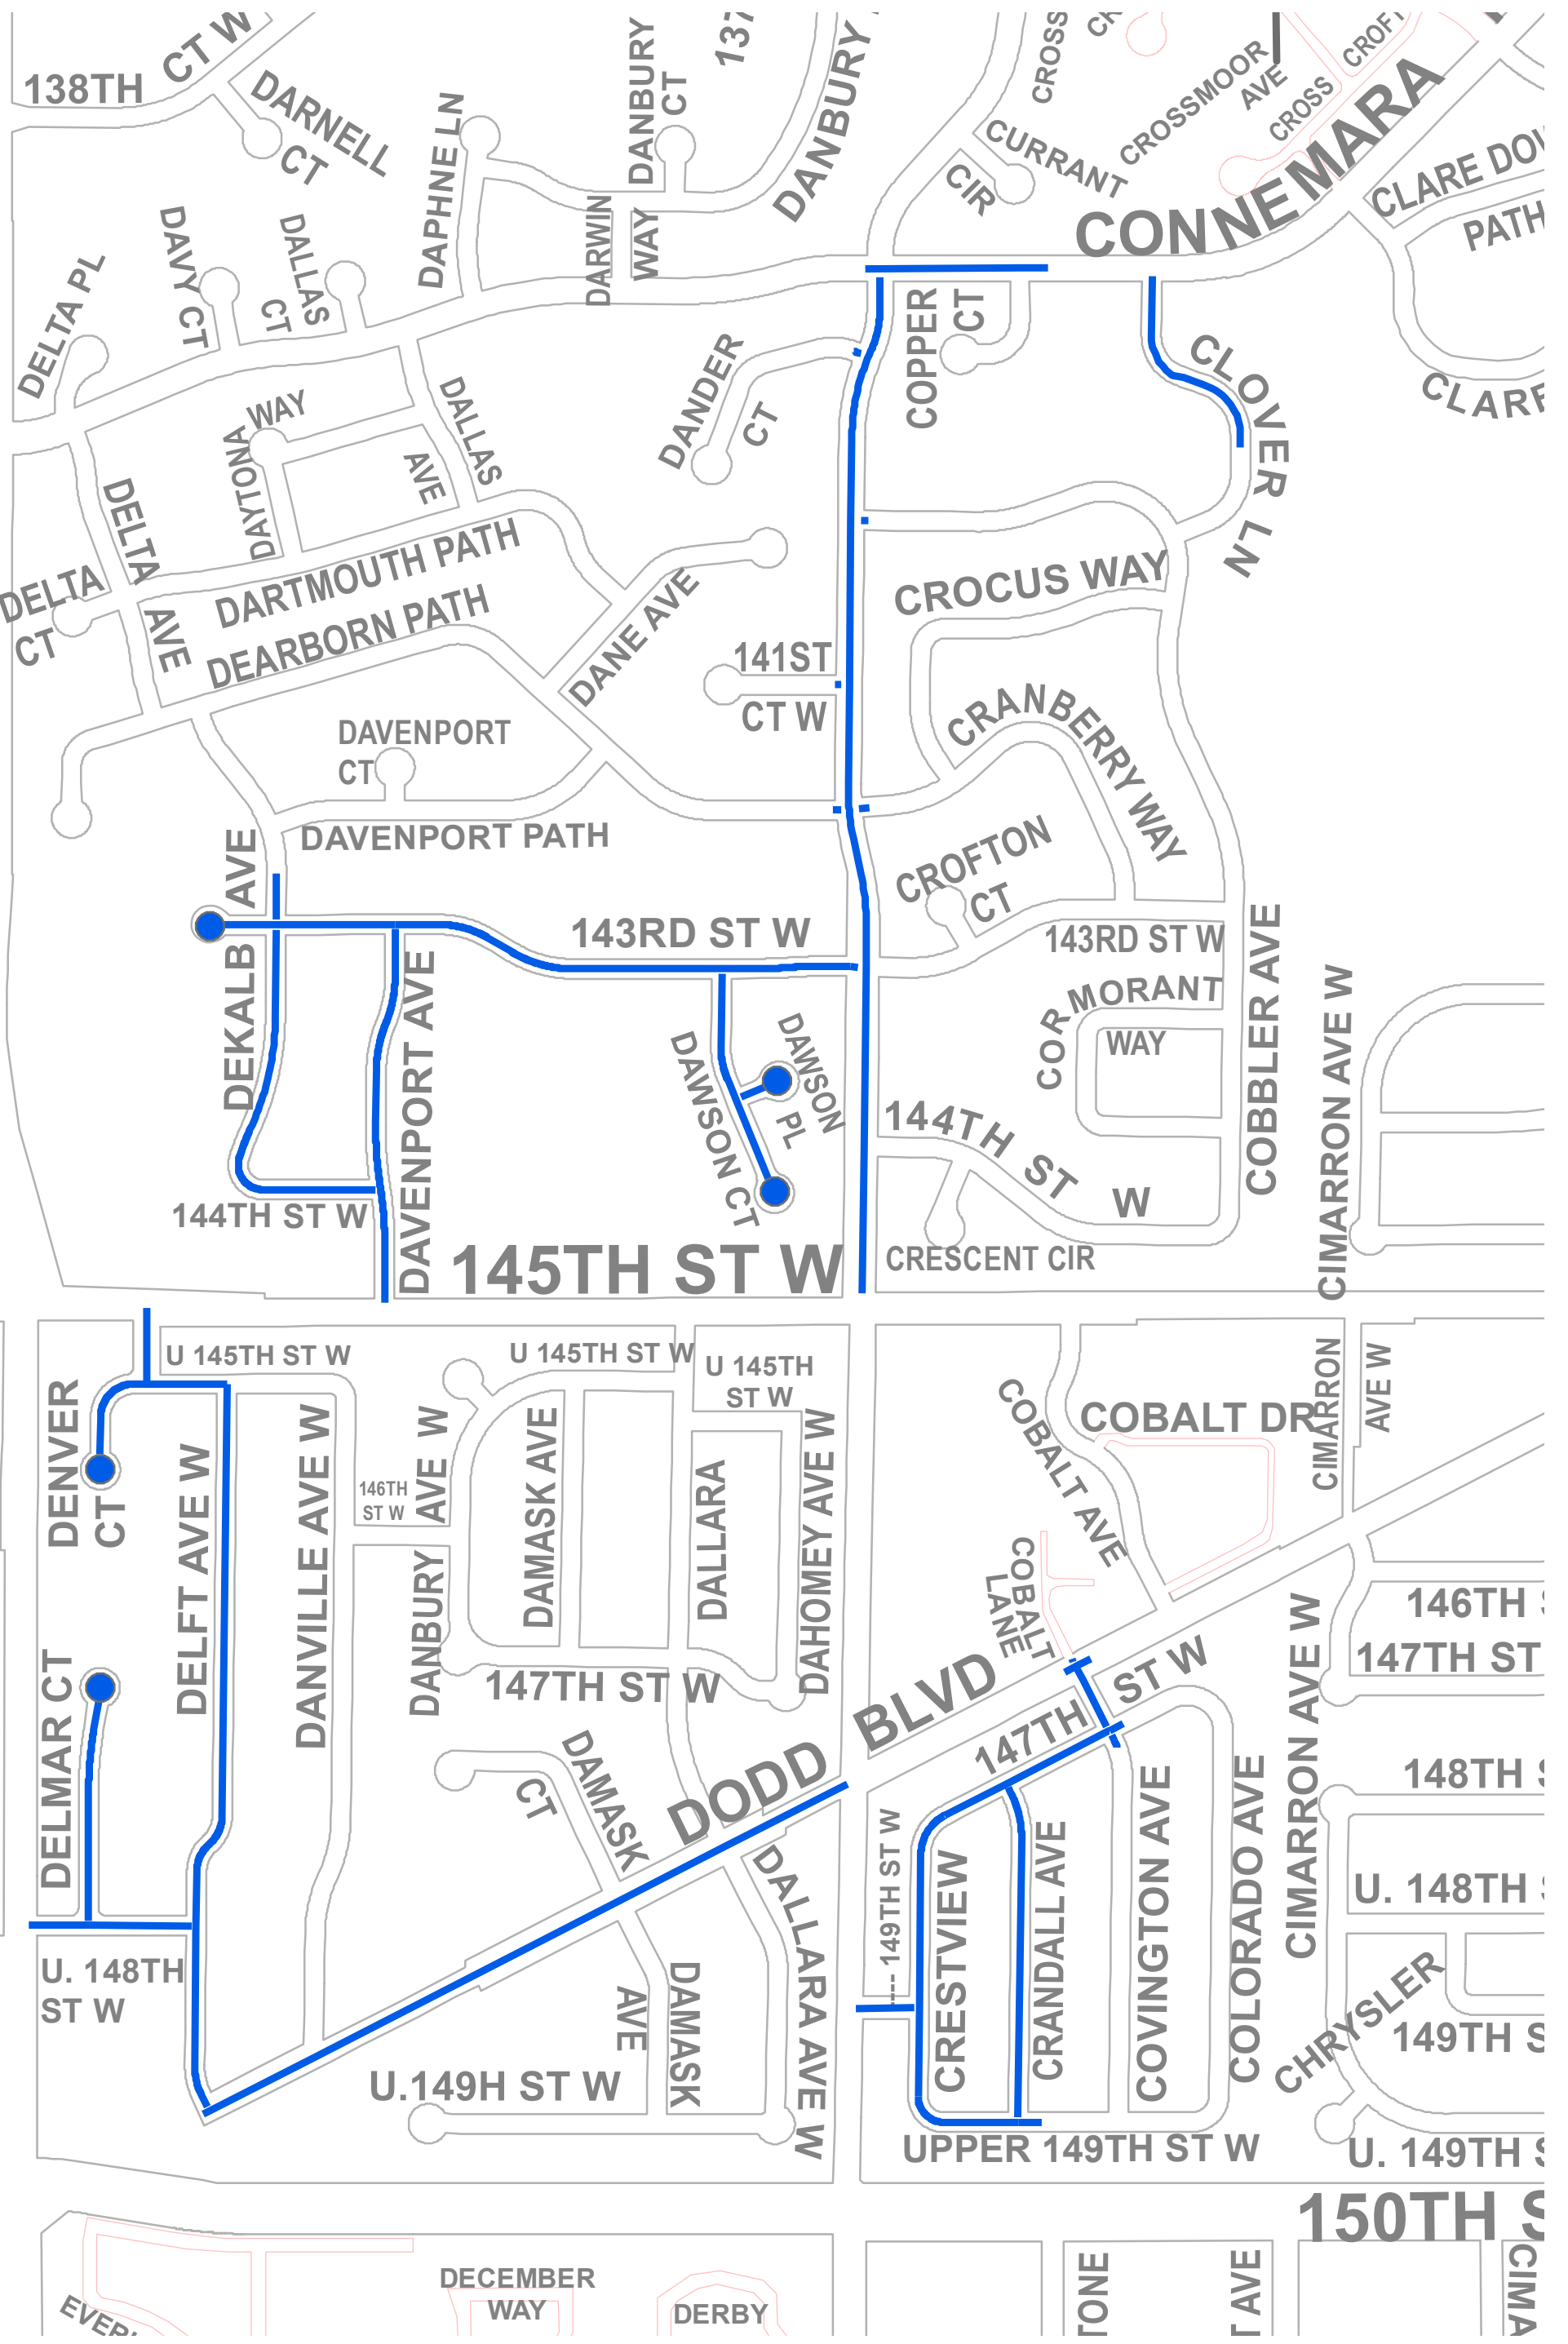 138TH
CT W
DARNELL
CT
DAPHNE LN
DANBURY
CT
137
DANBURY
CROSS
CROSSMOOR
AVE
CROFT
CROSS
CURRANT
CIR
CONNEMARA
CLARE
PATH
DELTA PL
DAVY CT
DALLAS
CT
DARWIN
WAY
COPPER
CT
CLOVER LN
DANDER
CT
WAY
DAYTONA
DALLAS
AVE
DELTA
AVE
DELTA
CT
DARTMOUTH PATH
DEARBORN PATH
DANE AVE
CROCUS WAY
141ST
CT W
DAVENPORT
CT
CRANBERRY WAY
DAVENPORT PATH
CROFTON
CT
DEKALB AVE
143RD ST W
143RD ST W
DAVENPORT AVE
CORMORANT
WAY
COBBLER AVE
CIMARRON AVE W
DAWSON
PL
DAWSON CT
144TH ST W
144TH ST W
145TH ST W
CRESCENT CIR
U 145TH ST W
U 145TH ST W
U 145TH
ST W
DENVER
CT
DELFT AVE W
DANVILLE AVE W
146TH
ST W
DANBURY AVE W
DAMASK AVE
DALLARA
DAHOMEY AVE W
COBALT AVE
COBALT DR
CIMARRON
AVE W
COBALT
LANE
146TH
147TH ST
147TH ST W
DODD BLVD
147TH ST W
CIMARRON AVE W
DELMAR CT
DAMASK
CT
148TH
149TH ST W
CRESTVIEW
CRANDALL AVE
COVINGTON AVE
COLORADO AVE
U. 148TH
U. 148TH
ST W
DAMASK
AVE
DALLARA AVE W
CHRYSLER
149TH S
U.149H ST W
UPPER 149TH ST W
U. 149TH S
150TH S
DECEMBER
WAY
DERBY
TONE
AVE
CIMA